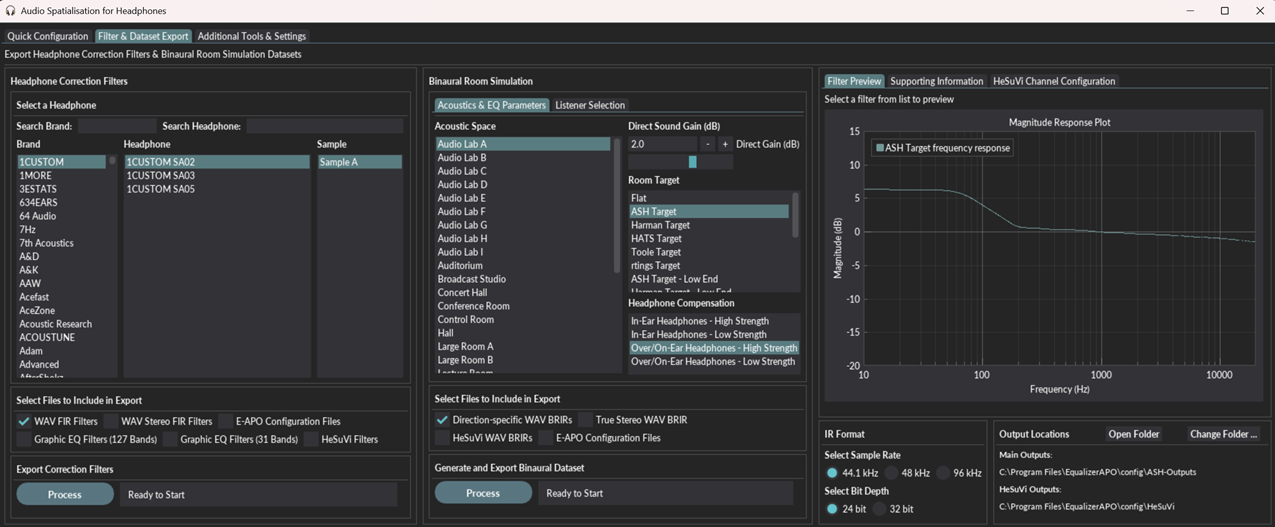 Audio Spatialisation for Headphones
Quick Configuration Filter & Dataset Export Additional Tools & Settings
Export Headphone Correction Filters & Binaural Room Simulation Datasets
Headphone Correction Filters
Select a Headphone
Search Brand: Search Headphone:
Brand Headphone Sample
1CUSTOM 1CUSTOM SA02 Sample A
1MORE 1CUSTOM SA03
3ESTATS 1CUSTOM SA05
634EARS
64 Audio
7Hz
7th Acoustics
A&D
A&K
AAW
Acefast
AceZone
Acoustic Research
ACOUSTUNE
Adam
Advanced
AfterShokz
Select Files to Include in Export
WAV FIR Filters WAV Stereo FIR Filters E-APO Configuration Files
Graphic EQ Filters (127 Bands) Graphic EQ Filters (31 Bands) HeSuVi Filters
Export Correction Filters
Process Ready to Start
Binaural Room Simulation
Acoustics & EQ Parameters Listener Selection
Acoustic Space
Audio Lab A
Audio Lab B
Audio Lab C
Audio Lab D
Audio Lab E
Audio Lab F
Audio Lab G
Audio Lab H
Audio Lab I
Auditorium
Broadcast Studio
Concert Hall
Conference Room
Control Room
Hall
Large Room A
Large Room B
Lecture Room
Direct Sound Gain (dB)
2.0 - + Direct Gain (dB)
Room Target
Flat
ASH Target
Harman Target
HATS Target
Toole Target
rtings Target
ASH Target - Low End
Harman Target - Low End
Headphone Compensation
In-Ear Headphones - High Strength
In-Ear Headphones - Low Strength
Over/On-Ear Headphones - High Strength
Over/On-Ear Headphones - Low Strength
Select Files to Include in Export
Direction-specific WAV BRIRs True Stereo WAV BRIR
HeSuVi WAV BRIRs E-APO Configuration Files
Generate and Export Binaural Dataset
Process Ready to Start
Filter Preview Supporting Information HeSuVi Channel Configuration
Select a filter from list to preview
Magnitude Response Plot
ASH Target frequency response
Magnitude (dB)
15
10
5
0
-5
-10
-15
-20
10 100 1000 10000
Frequency (Hz)
IR Format
Select Sample Rate
44.1 kHz 48 kHz 96 kHz
Select Bit Depth
24 bit 32 bit
Output Locations Open Folder Change Folder ...
Main Outputs:
C:\Program Files\EqualizerAPO\config\ASH-Outputs
HeSuVi Outputs:
C:\Program Files\EqualizerAPO\config\HeSuVi